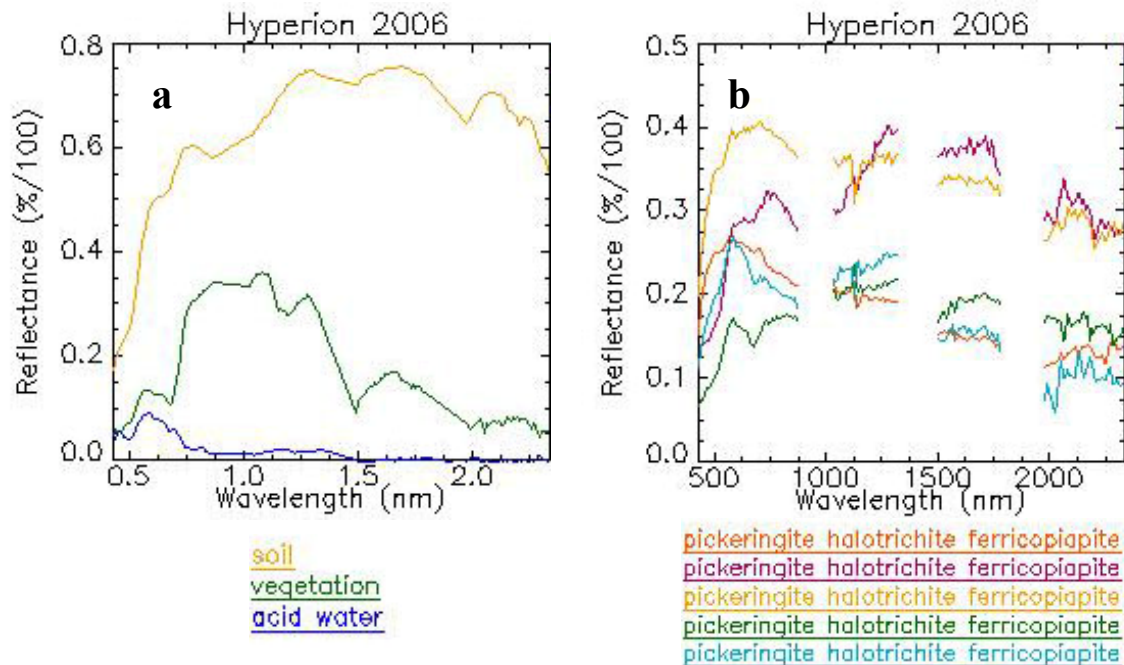 Hyperion 2006
a
Reflectance (%/100)
0.8
0.6
0.4
0.2
0.0
0.5 1.0 1.5 2.0
Wavelength (nm)
soil
vegetation
acid water
Hyperion 2006
b
Reflectance (%/100)
0.5
0.4
0.3
0.2
0.1
0.0
500 1000 1500 2000
Wavelength (nm)
pickeringite halotrichite ferricopiapite
pickeringite halotrichite ferricopiapite
pickeringite halotrichite ferricopiapite
pickeringite halotrichite ferricopiapite
pickeringite halotrichite ferricopiapite